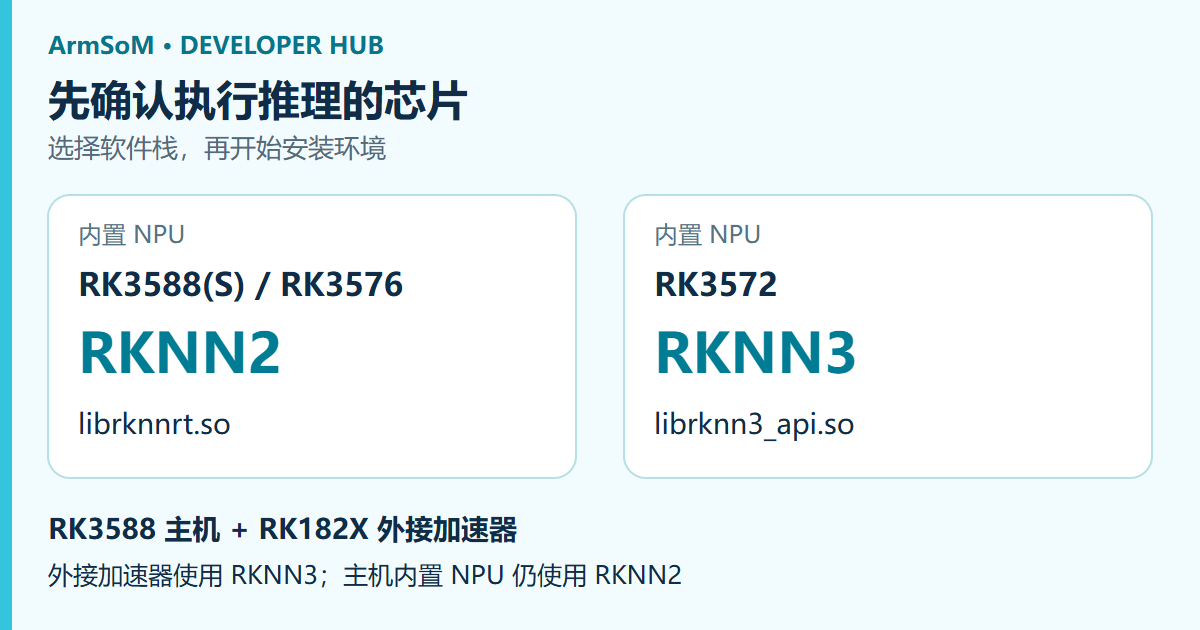 ArmSoM • DEVELOPER HUB
先确认执行推理的芯片
选择软件栈，再开始安装环境
内置 NPU
RK3588(S) / RK3576
RKNN2
librknnrt.so
内置 NPU
RK3572
RKNN3
librknn3_api.so
RK3588 主机 + RK182X 外接加速器
外接加速器使用 RKNN3；主机内置 NPU 仍使用 RKNN2